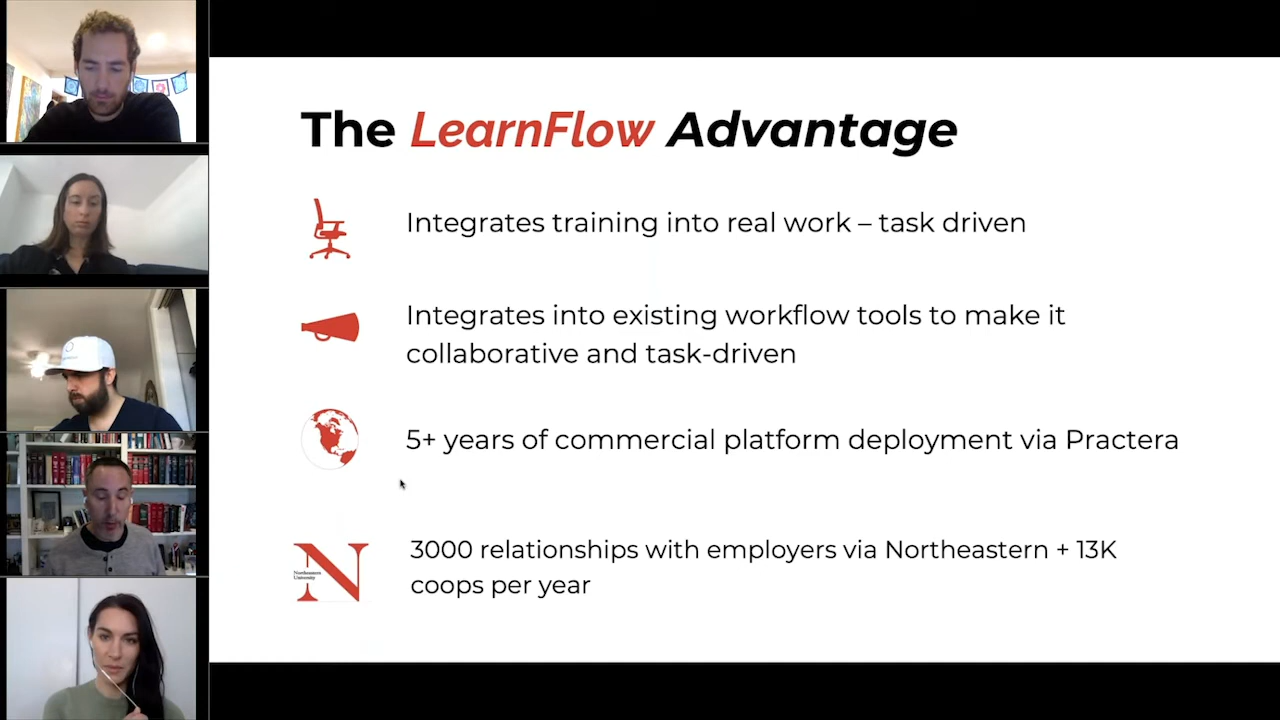 The LearnFlow Advantage
Integrates training into real work – task driven
Integrates into existing workflow tools to make it
collaborative and task-driven
5+ years of commercial platform deployment via Practera
3000 relationships with employers via Northeastern + 13K
coops per year
N
Northeastern
University